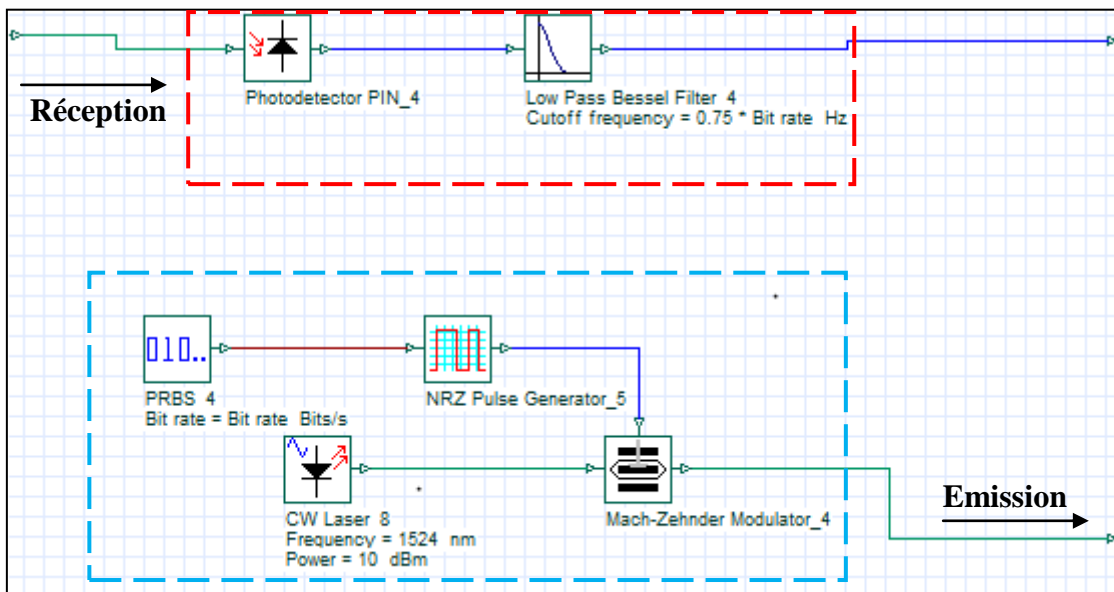 Réception
Photodetector PIN_4
Low Pass Bessel Filter 4
Cutoff frequency = 0.75 * Bit rate Hz
010..
PRBS 4
Bit rate = Bit rate Bits/s
NRZ Pulse Generator_5
CW Laser 8
Frequency = 1524 nm
Power = 10 dBm
Mach-Zehnder Modulator_4
Emission